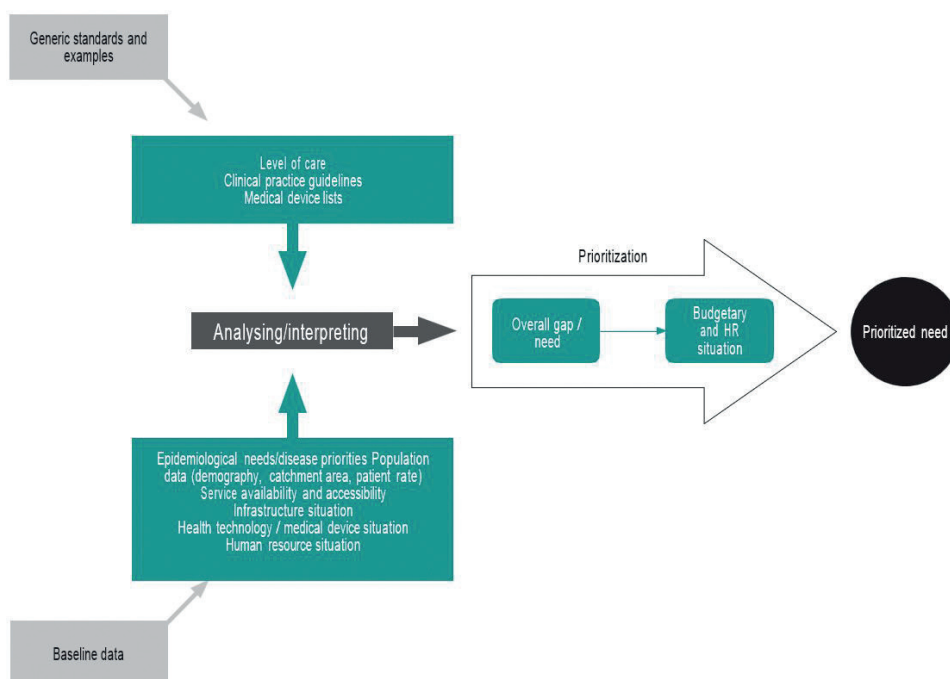 Generic standards and
examples
Level of care
Clinical practice guidelines
Medical device lists
Prioritization
Analysing/interpreting
Overall gap /
need
Budgetary
and HR
situation
Prioritized need
Epidemiological needs/disease priorities Population
data (demography, catchment area, patient rate)
Service availability and accessibility
Infrastructure situation
Health technology / medical device situation
Human resource situation
Baseline data